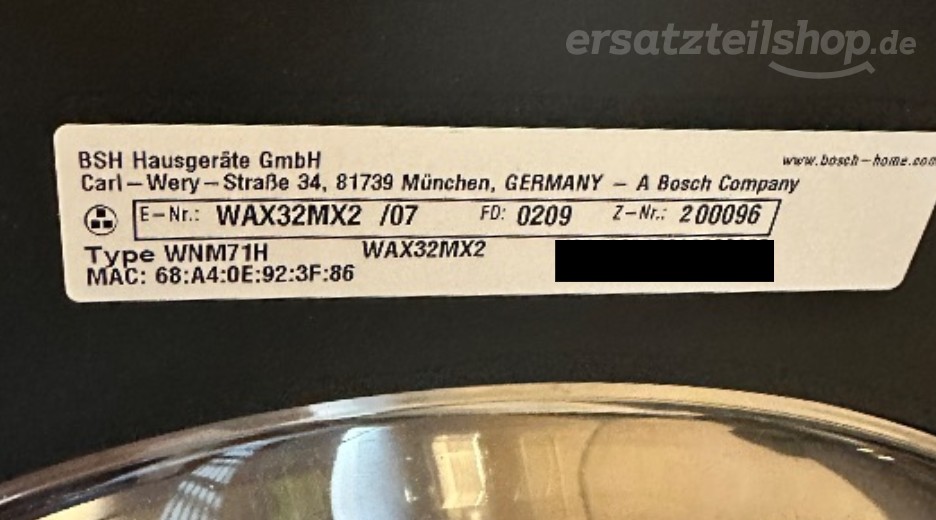 ersatzteilshop.de
BSH Hausgeräte GmbH www.bosch-home.com
Carl-Wery-Straße 34, 81739 München, GERMANY - A Bosch Company
E-Nr.: WAX32MX2 /07 FD: 0209 Z-Nr.: 200096
Type WNM71H WAX32MX2
MAC: 68:A4:0E:92:3F:86